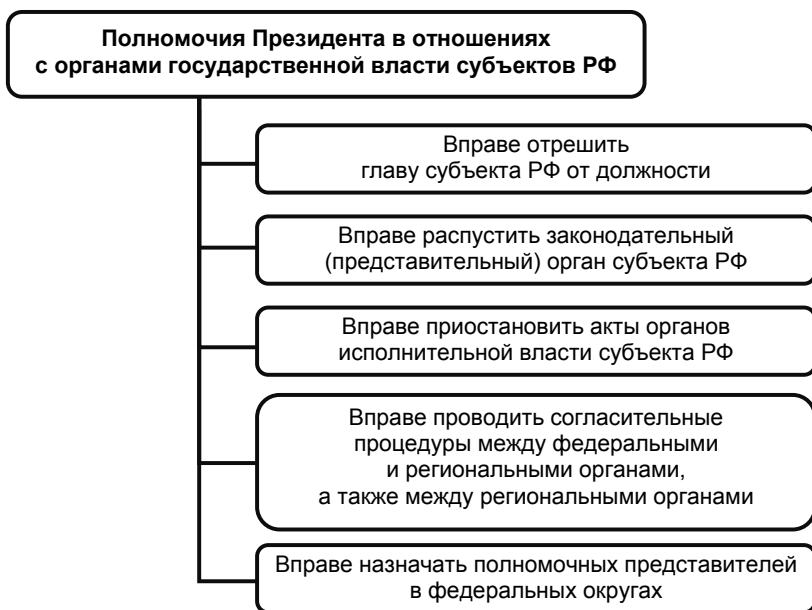 Полномочия Президента в отношениях
с органами государственной власти субъектов РФ
Вправе отрешить
главу субъекта РФ от должности
Вправе распустить законодательный
(представительный) орган субъекта РФ
Вправе приостановить акты органов
исполнительной власти субъекта РФ
Вправе проводить согласительные
процедуры между федеральными
и региональными органами,
а также между региональными органами
Вправе назначать полномочных представителей
в федеральных округах